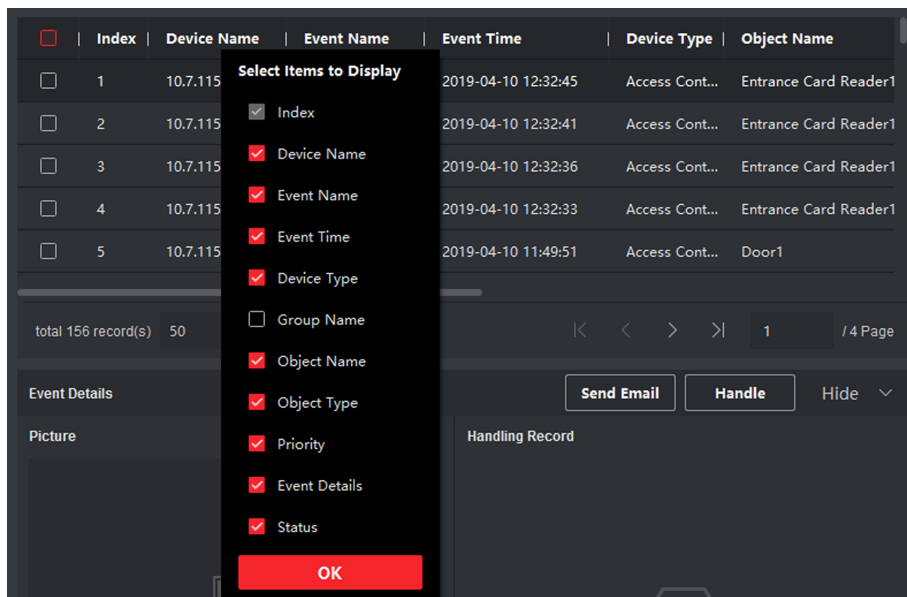 Index Device Name Event Name Event Time Device Type Object Name
Select Items to Display
1 10.7.115 2019-04-10 12:32:45 Access Cont... Entrance Card Reader1
2 10.7.115 2019-04-10 12:32:41 Access Cont... Entrance Card Reader1
3 10.7.115 2019-04-10 12:32:36 Access Cont... Entrance Card Reader1
4 10.7.115 2019-04-10 12:32:33 Access Cont... Entrance Card Reader1
5 10.7.115 2019-04-10 11:49:51 Access Cont... Door1
Index
Device Name
Event Name
Event Time
Device Type
Group Name
Object Name
Object Type
Priority
Event Details
Status
OK
total 156 record(s) 50 1 / 4 Page
Event Details Send Email Handle Hide
Picture Handling Record